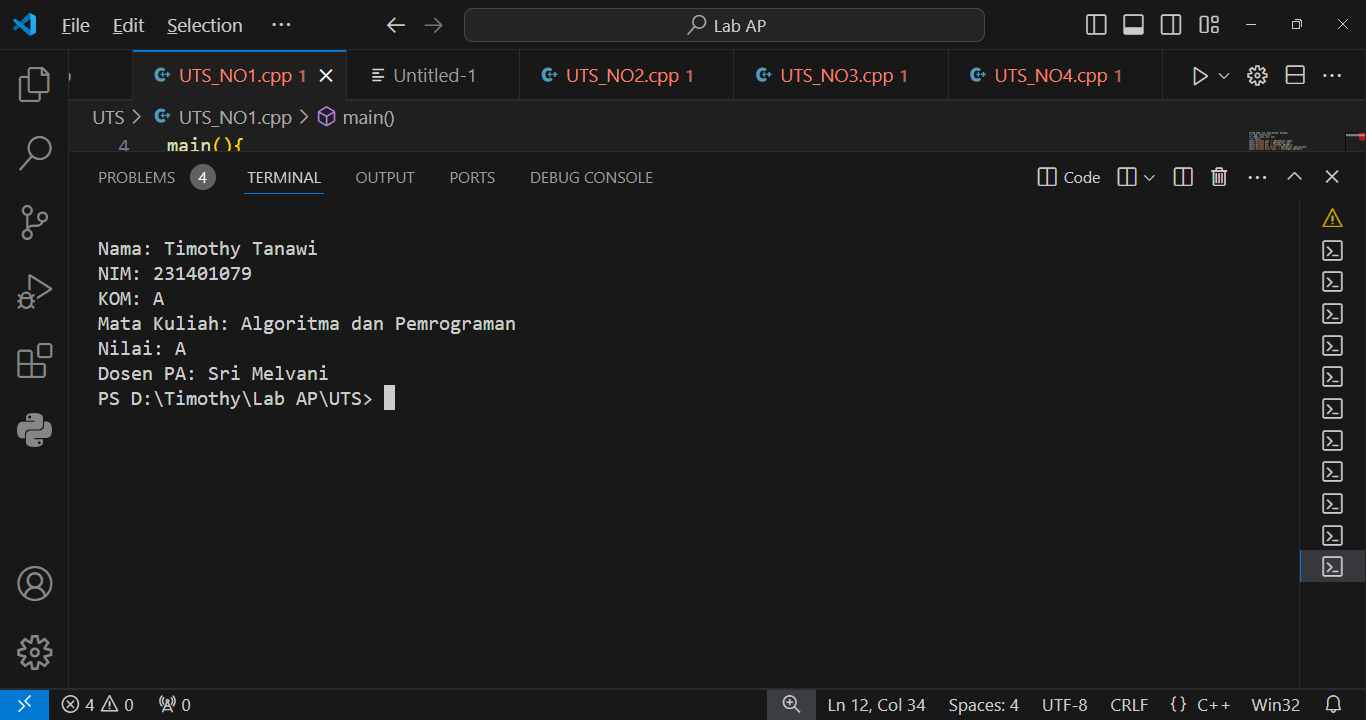 File Edit Selection ··· Lab AP
UTS_NO1.cpp 1 Untitled-1 UTS_NO2.cpp 1 UTS_NO3.cpp 1 UTS_NO4.cpp 1
UTS > UTS_NO1.cpp > main()
4 main(){
PROBLEMS 4 TERMINAL OUTPUT PORTS DEBUG CONSOLE Code
Nama: Timothy Tanawi
NIM: 231401079
KOM: A
Mata Kuliah: Algoritma dan Pemrograman
Nilai: A
Dosen PA: Sri Melvani
PS D:\Timothy\Lab AP\UTS>
4 0 0 Ln 12, Col 34 Spaces: 4 UTF-8 CRLF {} C++ Win32